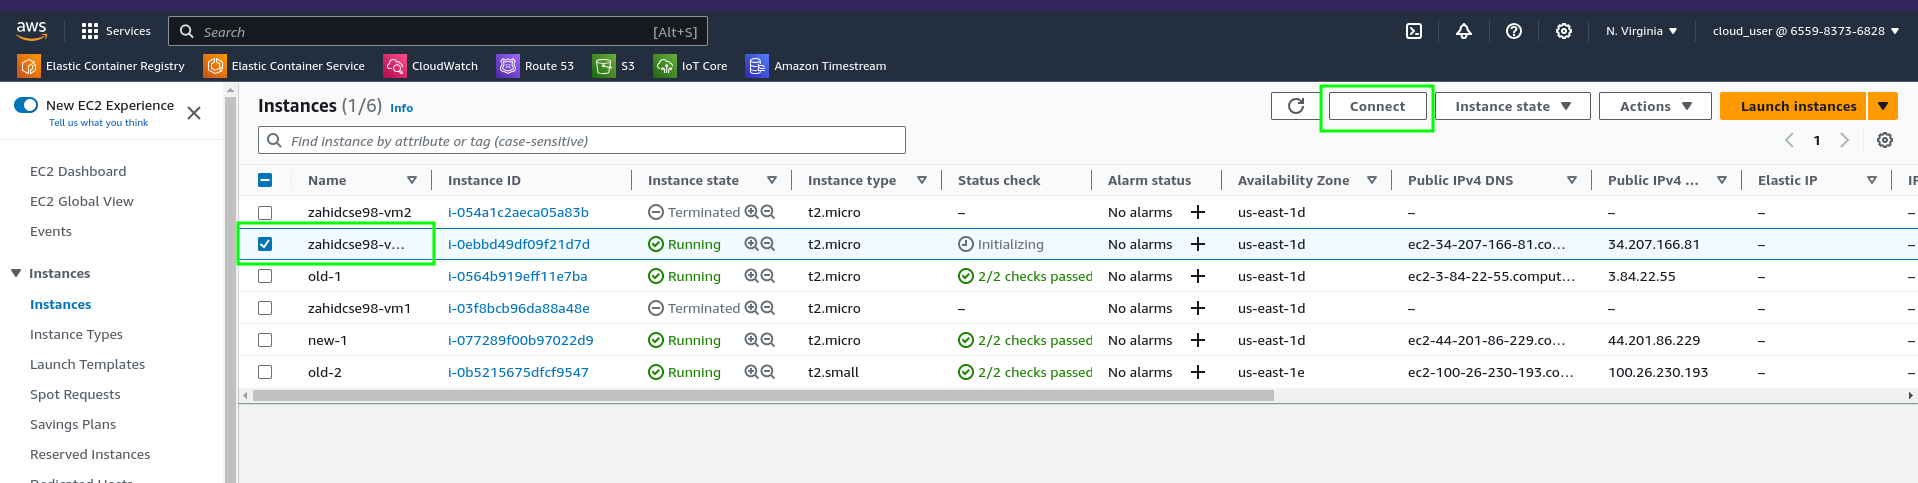 aws Services Search [Alt+S] N. Virginia cloud_user @ 6559-8373-6828
Elastic Container Registry Elastic Container Service CloudWatch Route 53 S3 IoT Core Amazon Timestream
New EC2 Experience
Tell us what you think
EC2 Dashboard
EC2 Global View
Events
Instances
Instances
Instance Types
Launch Templates
Spot Requests
Savings Plans
Reserved Instances
Dedicated Hosts
Instances (1/6) Info Connect Instance state Actions Launch instances
Find instance by attribute or tag (case-sensitive) 1
Name Instance ID Instance state Instance type Status check Alarm status Availability Zone Public IPv4 DNS Public IPv4 ... Elastic IP IP
zahidcse98-vm2 i-054a1c2aeca05a83b Terminated t2.micro – No alarms + us-east-1d – – – –
zahidcse98-v... i-0ebbd49df09f21d7d Running t2.micro Initializing No alarms + us-east-1d ec2-34-207-166-81.co... 34.207.166.81 – –
old-1 i-0564b919eff11e7ba Running t2.micro 2/2 checks passed No alarms + us-east-1d ec2-3-84-22-55.comput... 3.84.22.55 – –
zahidcse98-vm1 i-03f8bcb96da88a48e Terminated t2.micro – No alarms + us-east-1d – – – –
new-1 i-077289f00b97022d9 Running t2.micro 2/2 checks passed No alarms + us-east-1d ec2-44-201-86-229.co... 44.201.86.229 – –
old-2 i-0b5215675dfcf9547 Running t2.small 2/2 checks passed No alarms + us-east-1e ec2-100-26-230-193.co... 100.26.230.193 – –